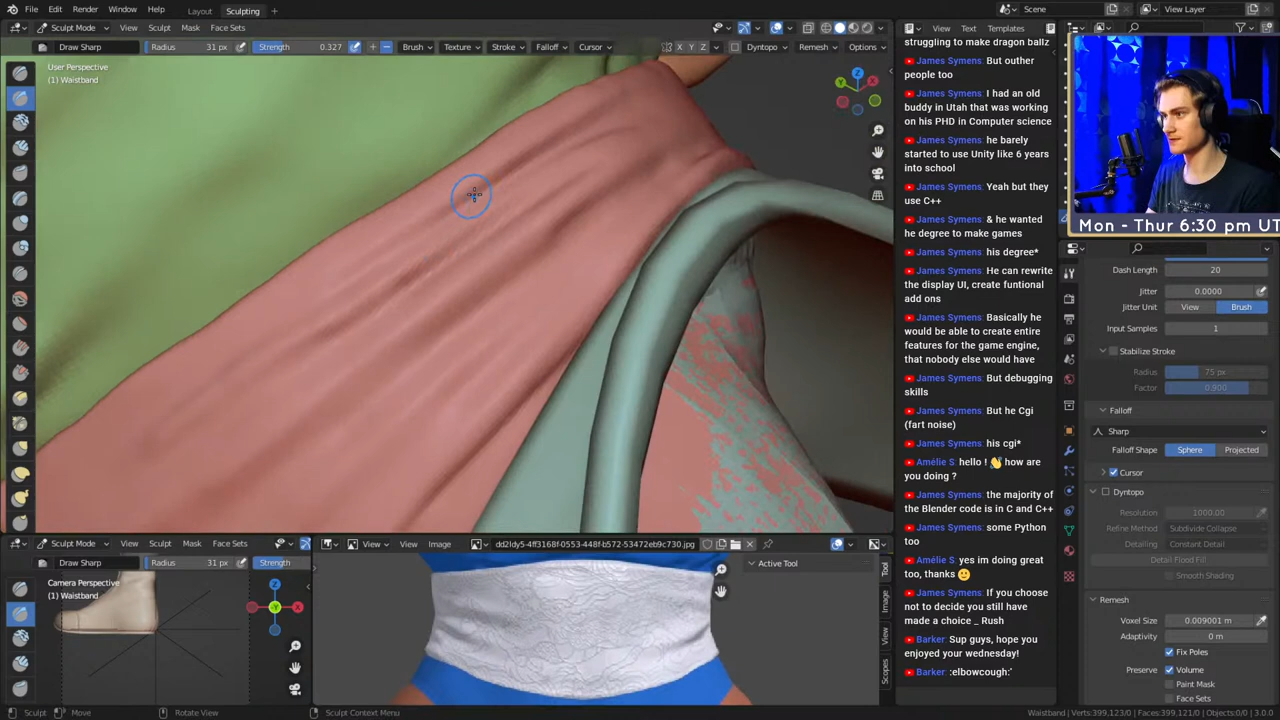 File Edit Render Window Help Layout Sculpting
Scene View Layer
Sculpt Mode View Sculpt Mask Face Sets
View Text Templates
Draw Sharp Radius 31 px Strength 0.327 Brush Texture Stroke Falloff Cursor X Y Z Dyntopo Remesh Options
User Perspective
(1) Waistband
struggling to make dragon ballz
James Symens: But outher
people too
James Symens: I had an old
buddy in Utah that was working
on his PHD in Computer science
James Symens: he barely
started to use Unity like 6 years
into school
James Symens: Yeah but they
use C++
James Symens: & he wanted
he degree to make games
James Symens: his degree*
James Symens: He can rewrite
the display UI, create funtional
add ons
James Symens: Basically he
would be able to create entire
features for the game engine,
that nobody else would have
James Symens: But debugging
skills
James Symens: But he Cgi
(fart noise)
James Symens: his cgi*
Amélie S: hello ! 👋 how are
you doing ?
James Symens: the majority of
the Blender code is in C and C++
James Symens: some Python
too
Amélie S: yes im doing great
too, thanks 🙂
James Symens: If you choose
not to decide you still have
made a choice _ Rush
Barker: Sup guys, hope you
enjoyed your wednesday!
Barker: :elbowcough:'
Mon - Thur 6:30 pm UT
Dash Length 20
Jitter 0.0000
Jitter Unit View Brush
Input Samples 1
Stabilize Stroke
Radius 75 px
Factor 0.900
Falloff
Sharp
Falloff Shape Sphere Projected
Cursor
Dyntopo
Resolution 1000.00
Refine Method Subdivide Collapse
Detailing Constant Detail
Detail Flood Fill
Smooth Shading
Remesh
Voxel Size 0.009001 m
Adaptivity 0 m
Fix Poles
Preserve Volume
Paint Mask
Face Sets
Sculpt Mode View Sculpt Mask Face Sets
Radius 31 px Strength
Camera Perspective
(1) Waistband
View View Image dd2ldy5-4ff3168f-0553-448f-b572-53472eb9c730.jpg
Active Tool
Tool
Image
View
Scopes
Sculpt Move Rotate View Sculpt Context Menu
Waistband | Verts:399,123/0 | Faces:399,121/0 | Objects:0/0 | 3.0.0